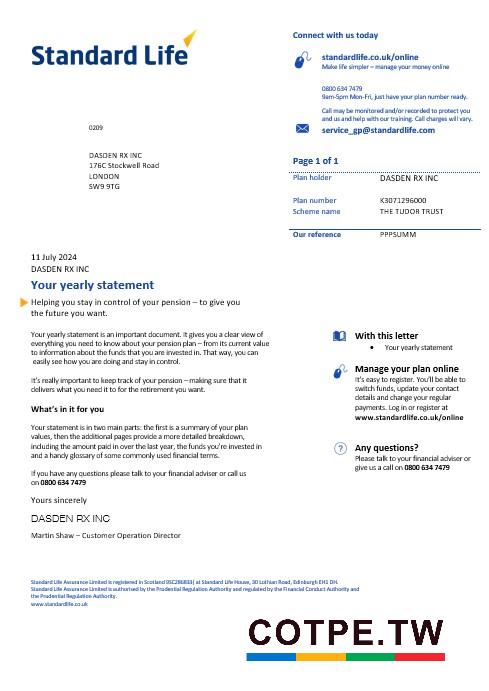 Standard Life
Connect with us today
standardlife.co.uk/online
Make life simpler – manage your money online
0800 634 7479
9am-5pm Mon-Fri, just have your plan number ready.
Call may be monitored and/or recorded to protect you
and us and help with our training. Call charges will vary.
service_gp@standardlife.com
0209
DASDEN RX INC
176C Stockwell Road
LONDON
SW9 9TG
Page 1 of 1
Plan holder DASDEN RX INC
Plan number K3071296000
Scheme name THE TUDOR TRUST
Our reference PPPSUMM
11 July 2024
DASDEN RX INC
Your yearly statement
Helping you stay in control of your pension – to give you
the future you want.
Your yearly statement is an important document. It gives you a clear view of
everything you need to know about your pension plan – from its current value
to information about the funds that you are invested in. That way, you can
easily see how you are doing and stay in control.
It's really important to keep track of your pension – making sure that it
delivers what you need it to for the retirement you want.
What's in it for you
Your statement is in two main parts: the first is a summary of your plan
values, then the additional pages provide a more detailed breakdown,
including the amount paid in over the last year, the funds you're invested in
and a handy glossary of some commonly used financial terms.
If you have any questions please talk to your financial adviser or call us
on 0800 634 7479
Yours sincerely
DASDEN RX INC
Martin Shaw – Customer Operation Director
With this letter
• Your yearly statement
Manage your plan online
It's easy to register. You'll be able to
switch funds, update your contact
details and change your regular
payments. Log in or register at
www.standardlife.co.uk/online
Any questions?
Please talk to your financial adviser or
give us a call on 0800 634 7479
Standard Life Assurance Limited is registered in Scotland (SC286833) at Standard Life House, 30 Lothian Road, Edinburgh EH1 DH.
Standard Life Assurance Limited is authorised by the Prudential Regulation Authority and regulated by the Financial Conduct Authority and
the Prudential Regulation Authority.
www.standardlife.co.uk
COTPE.TW